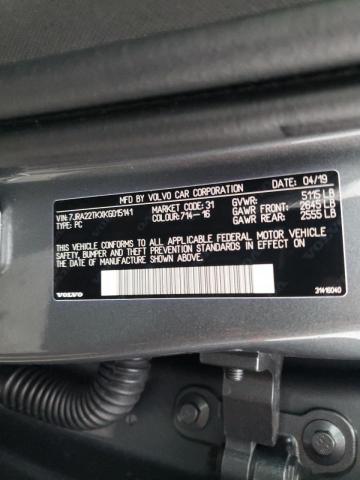 MFD BY VOLVO CAR CORPORATION
DATE: 04/19
VIN: 7JRA22TKXKG015141
TYPE: PC
MARKET CODE: 31
COLOUR: 714-16
GVWR: 5115 LB
GAWR FRONT: 2645 LB
GAWR REAR: 2555 LB
THIS VEHICLE CONFORMS TO ALL APPLICABLE FEDERAL MOTOR VEHICLE
SAFETY, BUMPER AND THEFT PREVENTION STANDARDS IN EFFECT ON
THE DATE OF MANUFACTURE SHOWN ABOVE.
VOLVO
31416040